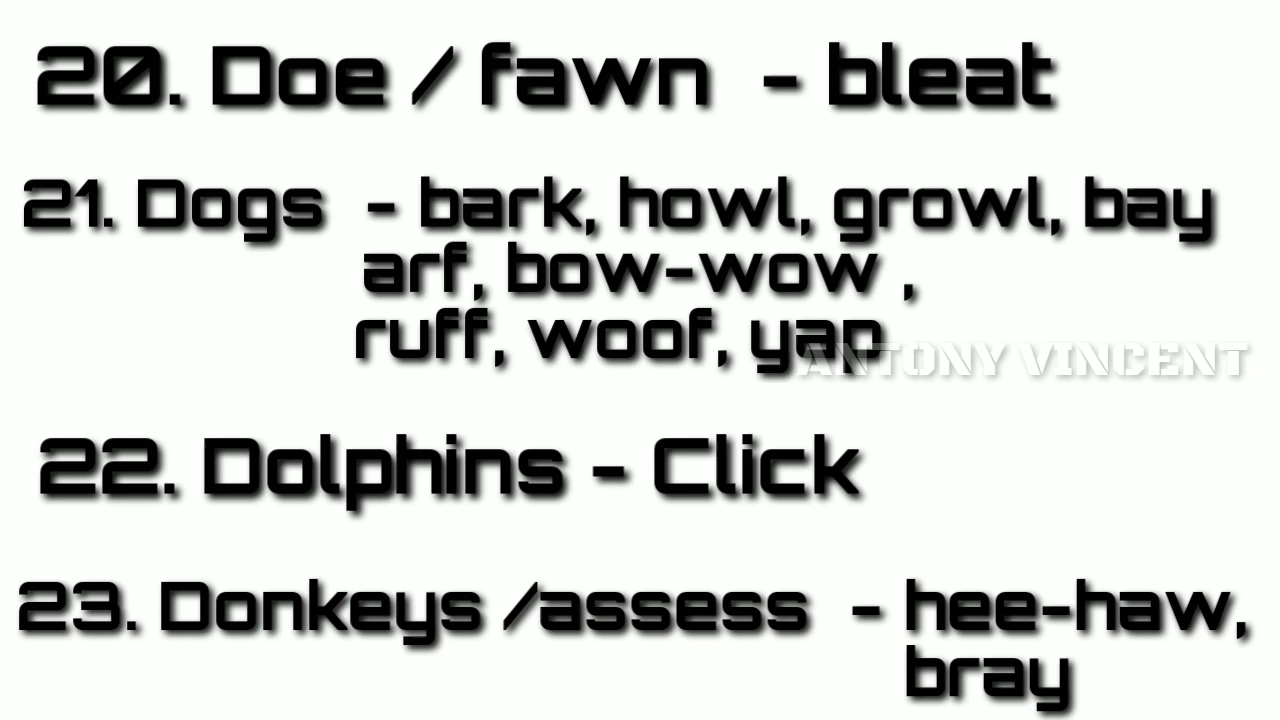 20. Doe / fawn - bleat
21. Dogs - bark, howl, growl, bay
arf, bow-wow ,
ruff, woof, yap
ANTONY VINCENT
22. Dolphins - Click
23. Donkeys /assess - hee-haw,
bray